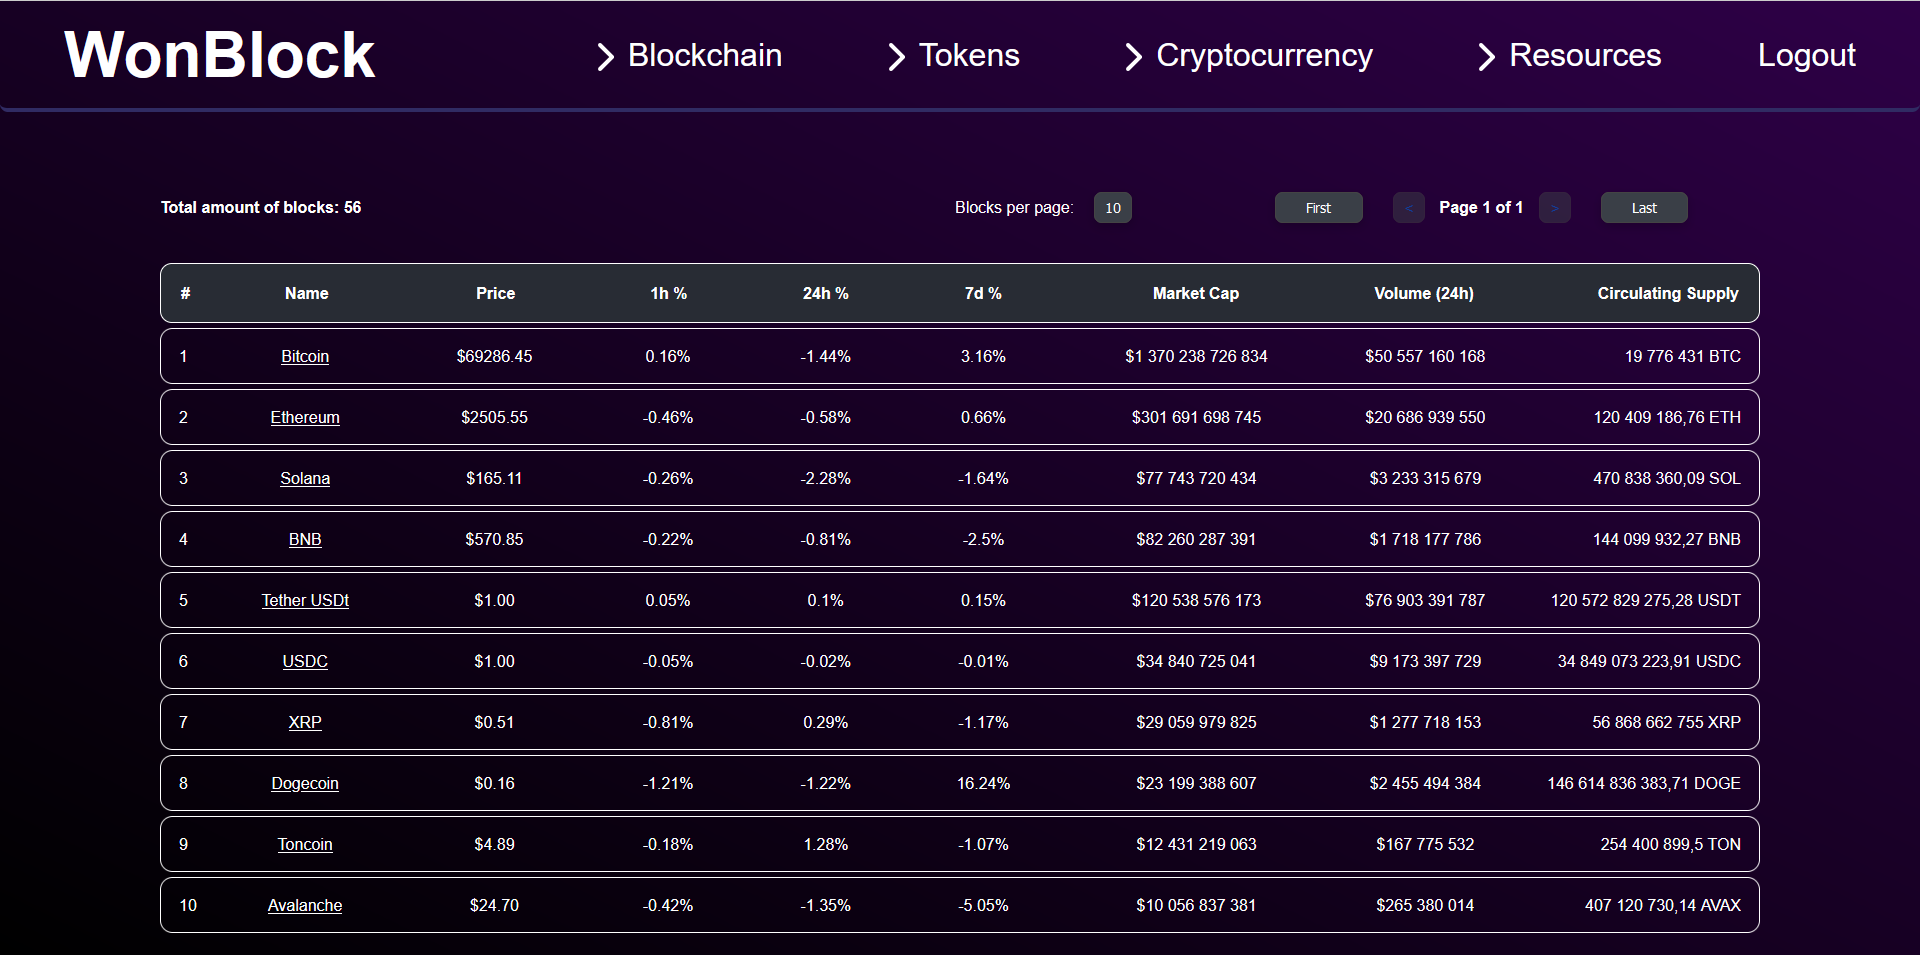 WonBlock Blockchain Tokens Cryptocurrency Resources Logout
Total amount of blocks: 56 Blocks per page: 10 First < Page 1 of 1 > Last
# Name Price 1h % 24h % 7d % Market Cap Volume (24h) Circulating Supply
1 Bitcoin $69286.45 0.16% -1.44% 3.16% $1 370 238 726 834 $50 557 160 168 19 776 431 BTC
2 Ethereum $2505.55 -0.46% -0.58% 0.66% $301 691 698 745 $20 686 939 550 120 409 186,76 ETH
3 Solana $165.11 -0.26% -2.28% -1.64% $77 743 720 434 $3 233 315 679 470 838 360,09 SOL
4 BNB $570.85 -0.22% -0.81% -2.5% $82 260 287 391 $1 718 177 786 144 099 932,27 BNB
5 Tether USDt $1.00 0.05% 0.1% 0.15% $120 538 576 173 $76 903 391 787 120 572 829 275,28 USDT
6 USDC $1.00 -0.05% -0.02% -0.01% $34 840 725 041 $9 173 397 729 34 849 073 223,91 USDC
7 XRP $0.51 -0.81% 0.29% -1.17% $29 059 979 825 $1 277 718 153 56 868 662 755 XRP
8 Dogecoin $0.16 -1.21% -1.22% 16.24% $23 199 388 607 $2 455 494 384 146 614 836 383,71 DOGE
9 Toncoin $4.89 -0.18% 1.28% -1.07% $12 431 219 063 $167 775 532 254 400 899,5 TON
10 Avalanche $24.70 -0.42% -1.35% -5.05% $10 056 837 381 $265 380 014 407 120 730,14 AVAX